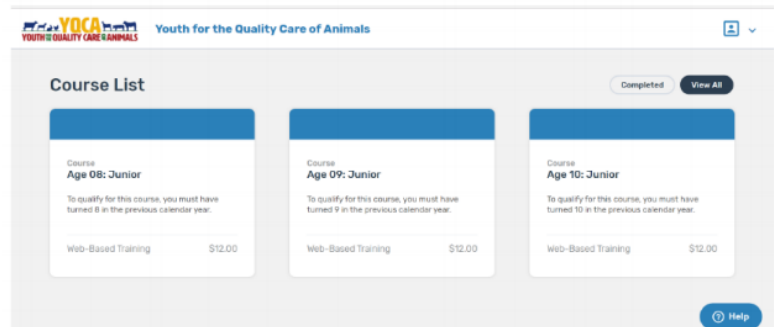 YQCA
YOUTH FOR THE QUALITY CARE OF ANIMALS
Youth for the Quality Care of Animals
Course List
Completed
View All
Course
Age 08: Junior
To qualify for this course, you must have
turned 8 in the previous calendar year.
Web-Based Training $12.00
Course
Age 09: Junior
To qualify for this course, you must have
turned 9 in the previous calendar year.
Web-Based Training $12.00
Course
Age 10: Junior
To qualify for this course, you must have
turned 10 in the previous calendar year.
Web-Based Training $12.00
Help